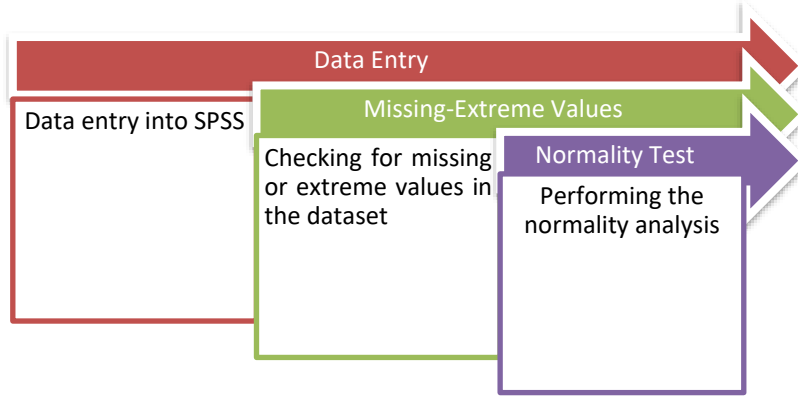 Data Entry
Data entry into SPSS
Missing-Extreme Values
Checking for missing
or extreme values in
the dataset
Normality Test
Performing the
normality analysis